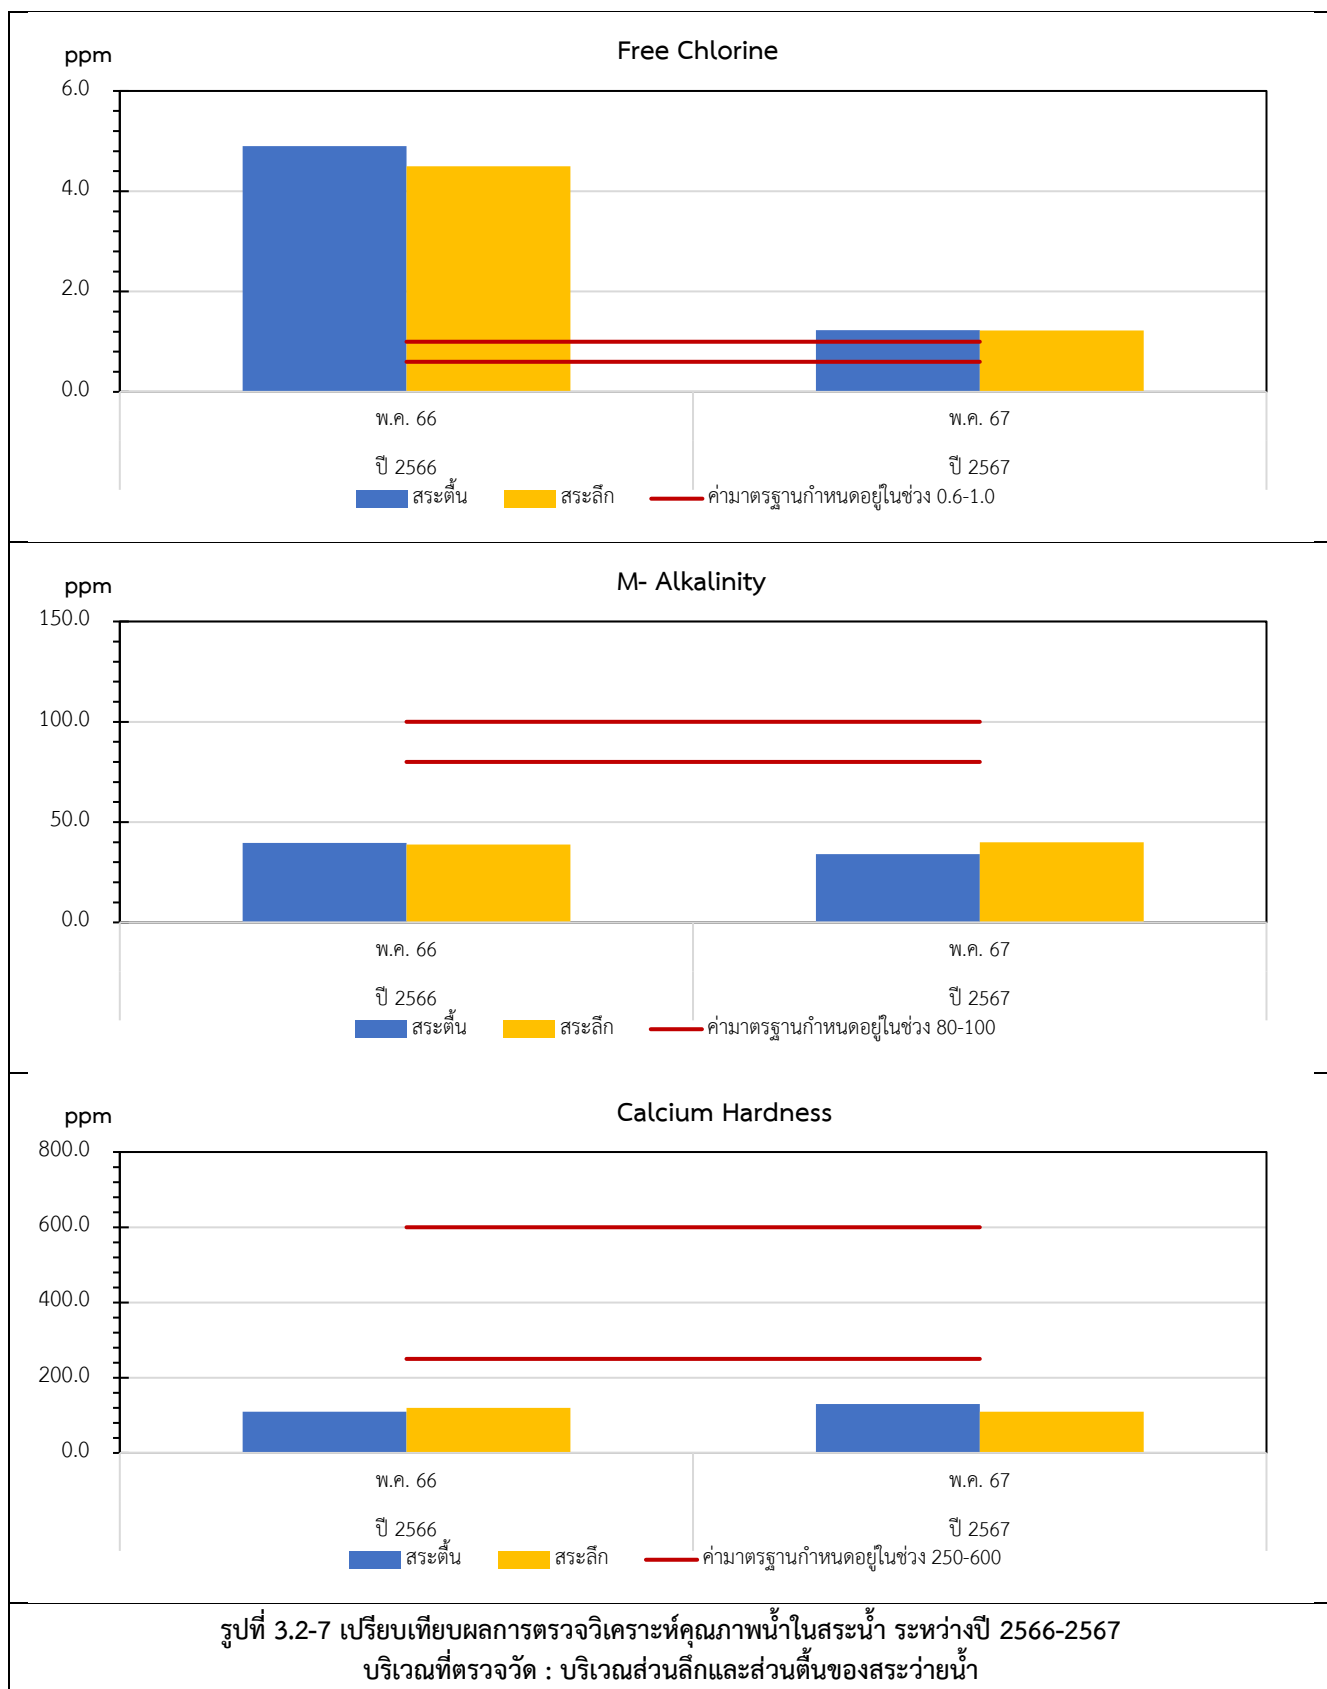 Free Chlorine
ppm
6.0
4.0
2.0
0.0
พ.ค. 66 พ.ค. 67
ปี 2566 ปี 2567
สระตื้น สระลึก ค่ามาตรฐานกำหนดอยู่ในช่วง 0.6-1.0
M- Alkalinity
ppm
150.0
100.0
50.0
0.0
พ.ค. 66 พ.ค. 67
ปี 2566 ปี 2567
สระตื้น สระลึก ค่ามาตรฐานกำหนดอยู่ในช่วง 80-100
Calcium Hardness
ppm
800.0
600.0
400.0
200.0
0.0
พ.ค. 66 พ.ค. 67
ปี 2566 ปี 2567
สระตื้น สระลึก ค่ามาตรฐานกำหนดอยู่ในช่วง 250-600
รูปที่ 3.2-7 เปรียบเทียบผลการตรวจวิเคราะห์คุณภาพน้ำในสระน้ำ ระหว่างปี 2566-2567
บริเวณที่ตรวจวัด : บริเวณส่วนลึกและส่วนตื้นของสระว่ายน้ำ